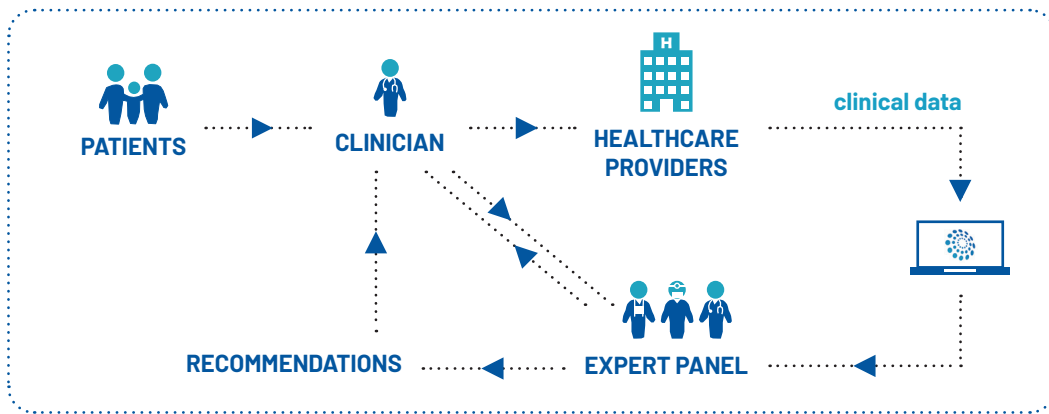 H
clinical data
PATIENTS
CLINICIAN
HEALTHCARE
PROVIDERS
RECOMMENDATIONS
EXPERT PANEL